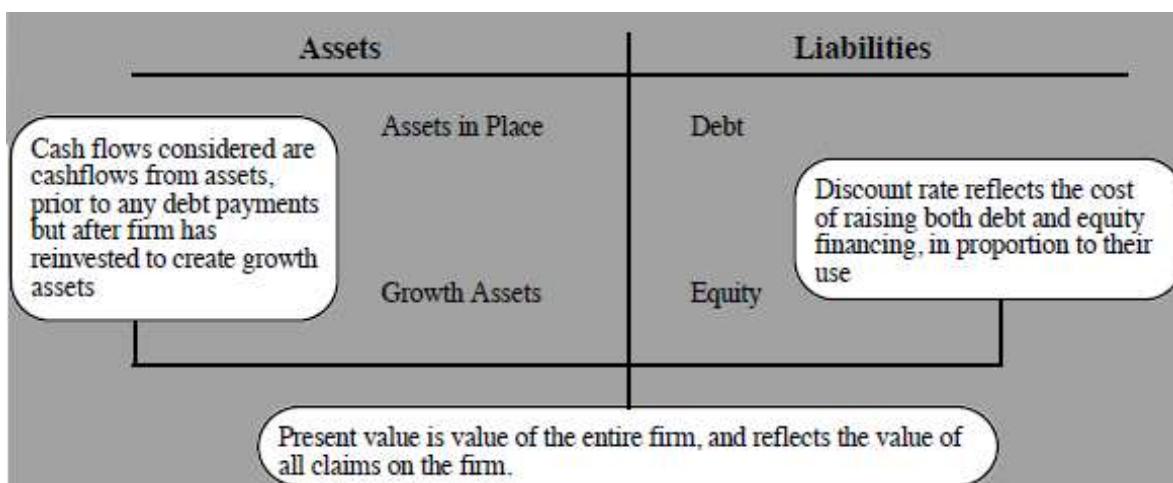 Assets
Liabilities
Assets in Place
Debt
Cash flows considered are
cashflows from assets,
prior to any debt payments
but after firm has
reinvested to create growth
assets
Discount rate reflects the cost
of raising both debt and equity
financing, in proportion to their
use
Growth Assets
Equity
Present value is value of the entire firm, and reflects the value of
all claims on the firm.